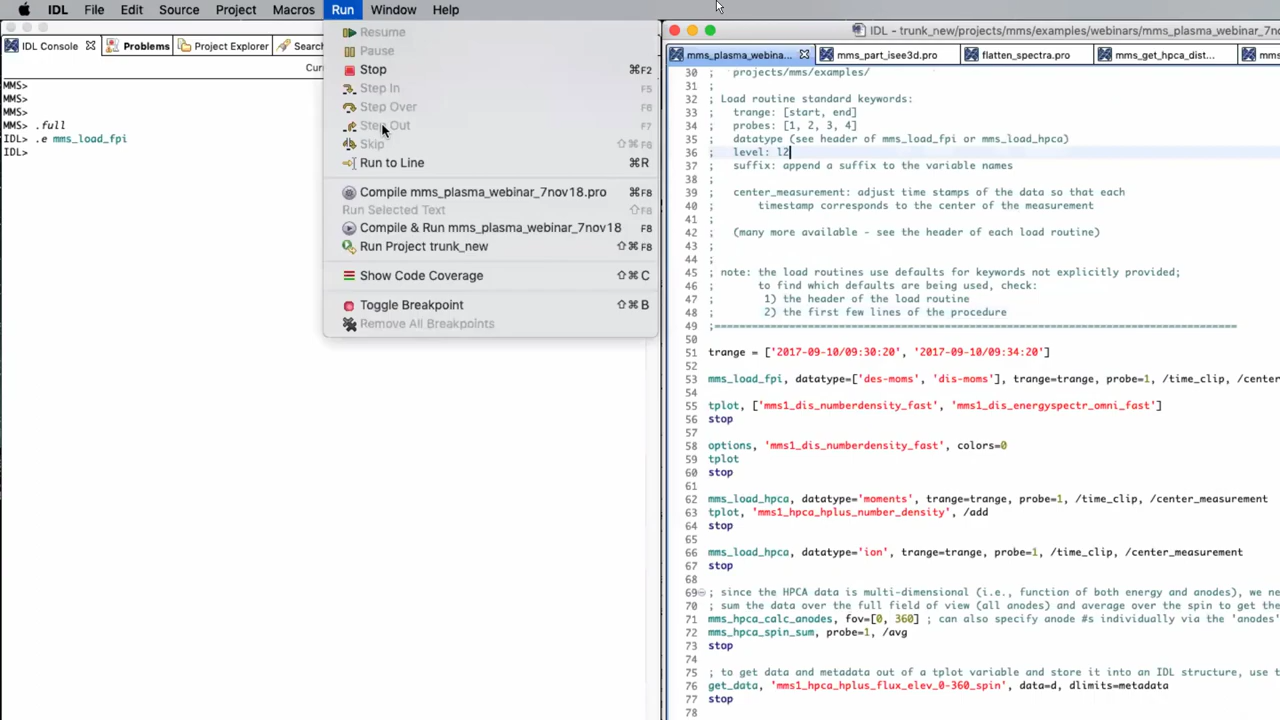 IDL File Edit Source Project Macros Run Window Help
IDL Console Problems Project Explorer Search
Curr
MMS>
MMS>
MMS>
MMS> .full
IDL> .e mms_load_fpi
IDL>
Resume
Pause
Stop ⌘F2
Step In F5
Step Over F6
Step Out F7
Skip ⇧⌘F6
Run to Line ⌘R
Compile mms_plasma_webinar_7nov18.pro ⌘F8
Run Selected Text ⇧F8
Compile & Run mms_plasma_webinar_7nov18 F8
Run Project trunk_new ⇧⌘F8
Show Code Coverage ⇧⌘C
Toggle Breakpoint ⇧⌘B
Remove All Breakpoints
IDL - trunk_new/projects/mms/examples/webinars/mms_plasma_webinar_7no
mms_plasma_webina... mms_part_isee3d.pro flatten_spectra.pro mms_get_hpca_dist... mms
30 ; projects/mms/examples/
31 ;
32 ; Load routine standard keywords:
33 ; trange: [start, end]
34 ; probes: [1, 2, 3, 4]
35 ; datatype (see header of mms_load_fpi or mms_load_hpca)
36 ; level: l2
37 ; suffix: append a suffix to the variable names
38 ;
39 ; center_measurement: adjust time stamps of the data so that each
40 ; timestamp corresponds to the center of the measurement
41 ;
42 ; (many more available - see the header of each load routine)
43 ;
44 ;
45 ; note: the load routines use defaults for keywords not explicitly provided;
46 ; to find which defaults are being used, check:
47 ; 1) the header of the load routine
48 ; 2) the first few lines of the procedure
49 ;==============================================================
50
51 trange = ['2017-09-10/09:30:20', '2017-09-10/09:34:20']
52
53 mms_load_fpi, datatype=['des-moms', 'dis-moms'], trange=trange, probe=1, /time_clip, /center
54
55 tplot, ['mms1_dis_numberdensity_fast', 'mms1_dis_energyspectr_omni_fast']
56 stop
57
58 options, 'mms1_dis_numberdensity_fast', colors=0
59 tplot
60 stop
61
62 mms_load_hpca, datatype='moments', trange=trange, probe=1, /time_clip, /center_measurement
63 tplot, 'mms1_hpca_hplus_number_density', /add
64 stop
65
66 mms_load_hpca, datatype='ion', trange=trange, probe=1, /time_clip, /center_measurement
67 stop
68
69 ; since the HPCA data is multi-dimensional (i.e., function of both energy and anodes), we ne
70 ; sum the data over the full field of view (all anodes) and average over the spin to get the
71 mms_hpca_calc_anodes, fov=[0, 360] ; can also specify anode #s individually via the 'anodes'
72 mms_hpca_spin_sum, probe=1, /avg
73 stop
74
75 ; to get data and metadata out of a tplot variable and store it into an IDL structure, use t
76 get_data, 'mms1_hpca_hplus_flux_elev_0-360_spin', data=d, dlimits=metadata
77 stop
78